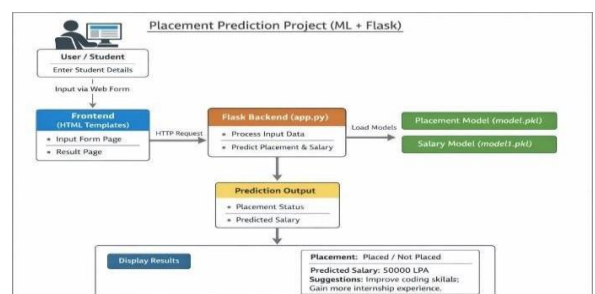 Placement Prediction Project (ML + Flask)
User / Student
Enter Student Details
Input via Web Form
Frontend
(HTML Templates)
• Input Form Page
• Result Page
HTTP Request
Flask Backend (app.py)
• Process Input Data
• Predict Placement & Salary
Load Models
Placement Model (model.pkl)
Salary Model (model1.pkl)
Prediction Output
• Placement Status
• Predicted Salary
Display Results
Placement: Placed / Not Placed
Predicted Salary: 50000 LPA
Suggestions: Improve coding skilals;
Gain more internship experience.